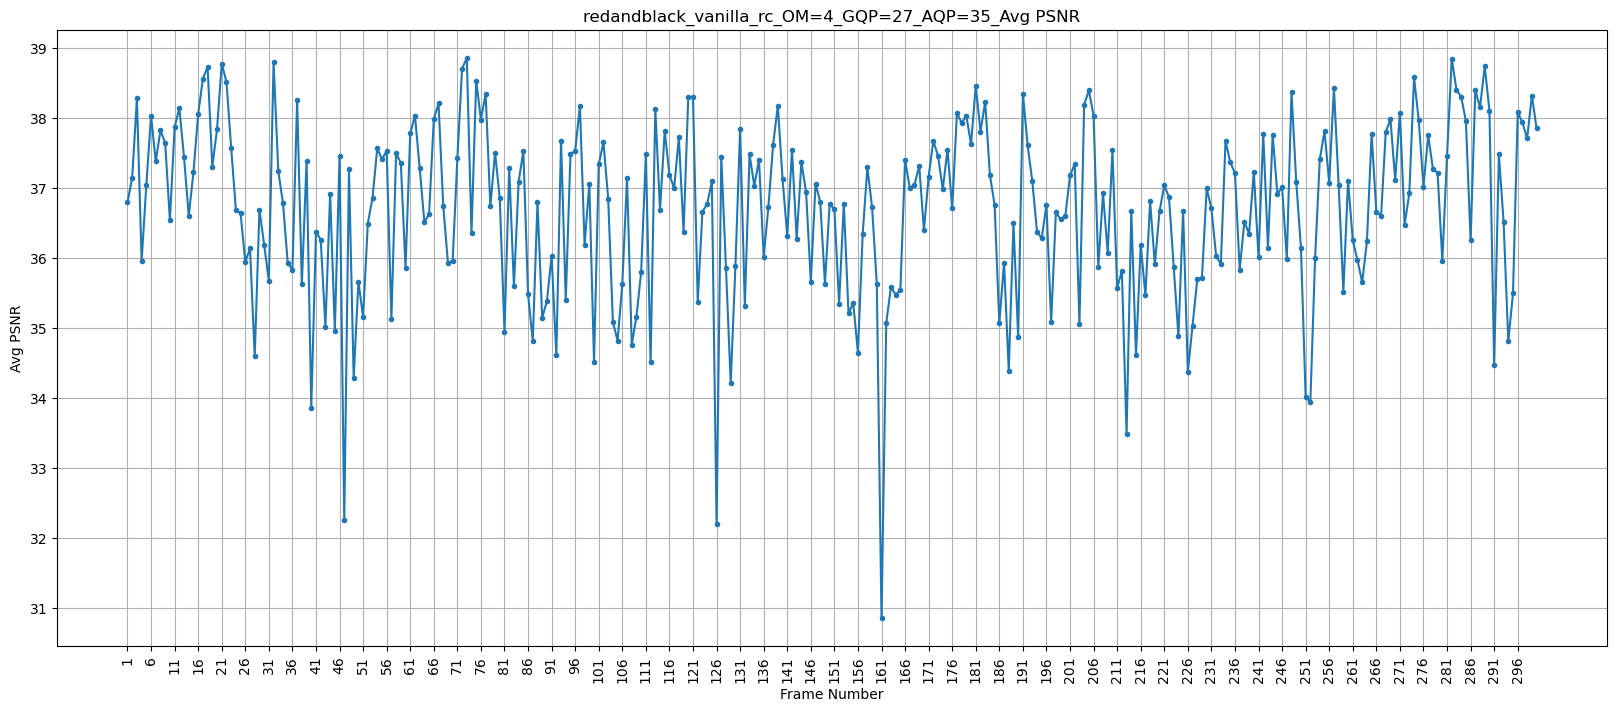 redandblack_vanilla_rc_OM=4_GQP=27_AQP=35_Avg PSNR
39
38
37
36
35
34
33
32
31
Avg PSNR
1 6 11 16 21 26 31 36 41 46 51 56 61 66 71 76 81 86 91 96 101 106 111 116 121 126 131 136 141 146 151 156 161 166 171 176 181 186 191 196 201 206 211 216 221 226 231 236 241 246 251 256 261 266 271 276 281 286 291 296
Frame Number